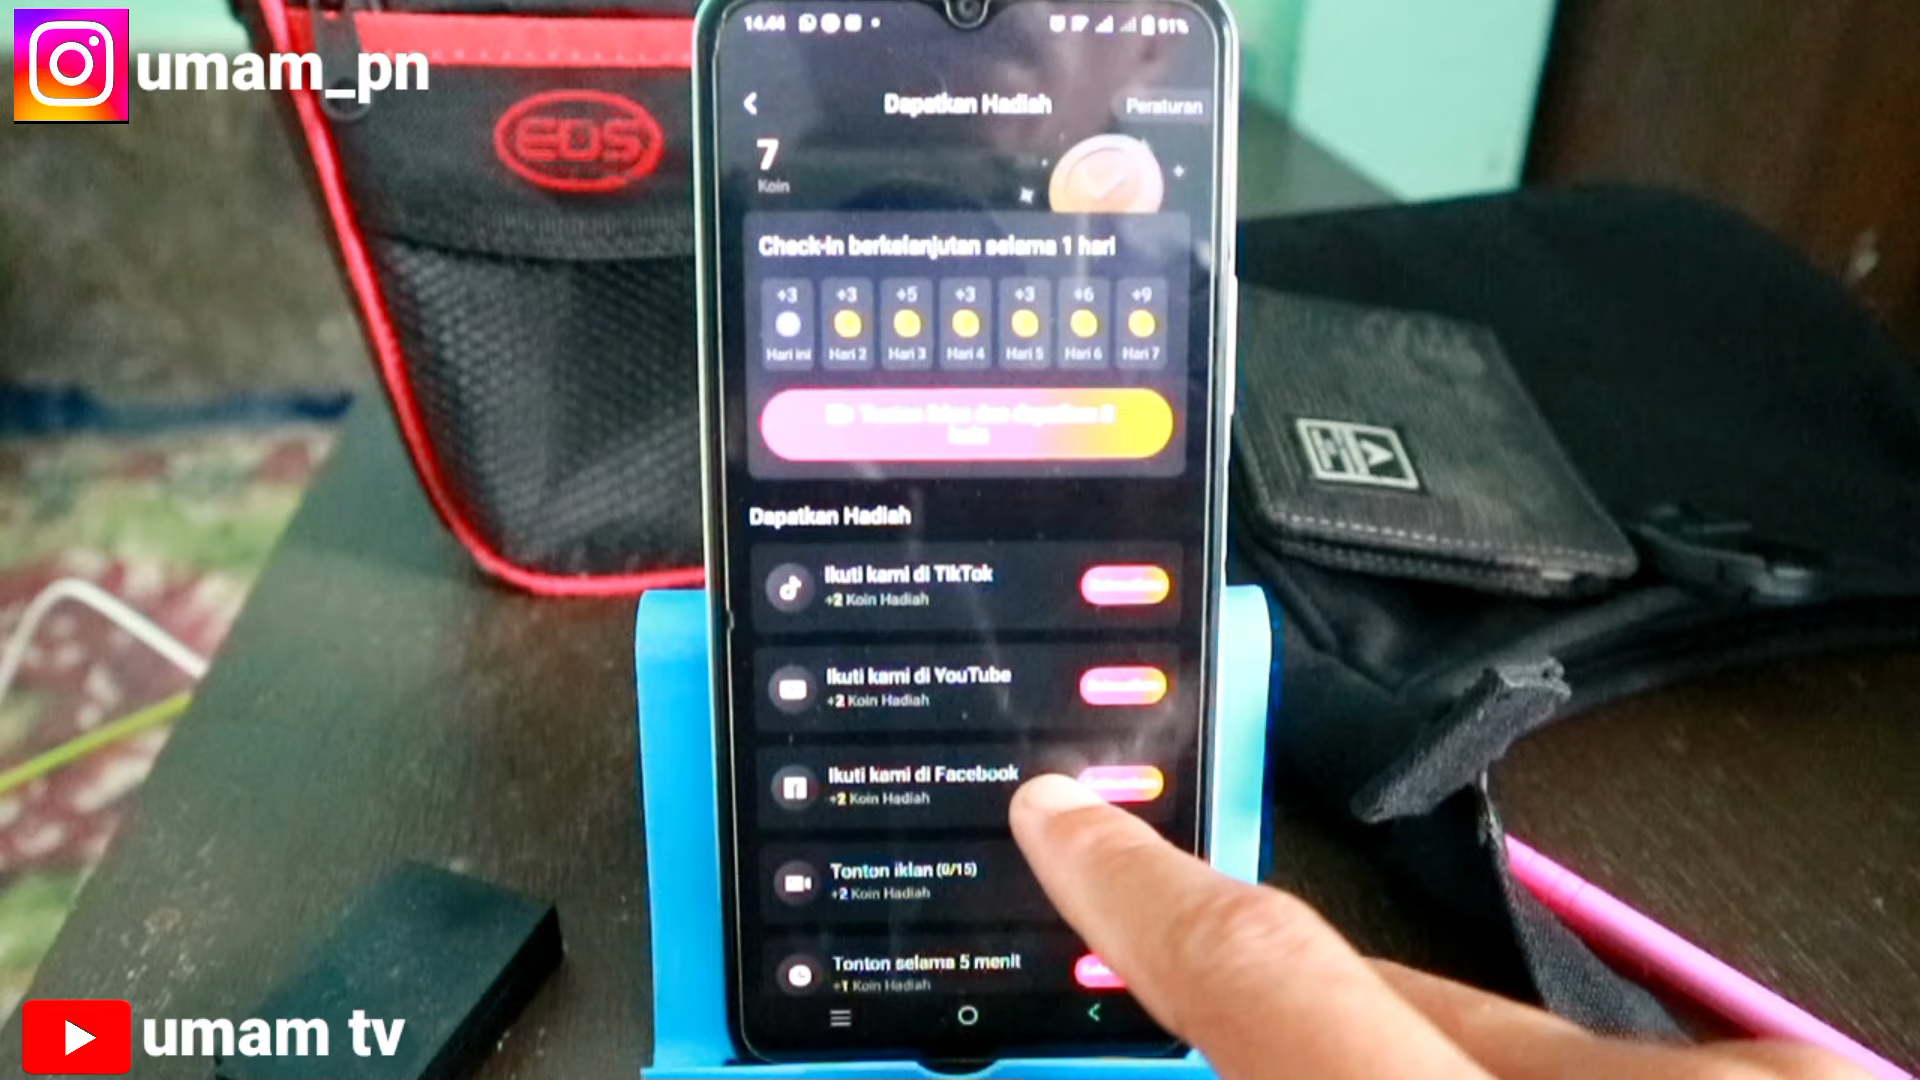 umam_pn
EOS
14.44
91%
Dapatkan Hadiah
Peraturan
7
Koin
Check-in berkelanjutan selama 1 hari
+3 +3 +5 +3 +3 +6 +9
Hari ini Hari 2 Hari 3 Hari 4 Hari 5 Hari 6 Hari 7
Dapatkan Hadiah
Ikuti kami di TikTok
+2 Koin Hadiah
Ikuti kami di YouTube
+2 Koin Hadiah
Ikuti kami di Facebook
+2 Koin Hadiah
Tonton iklan (0/15)
+2 Koin Hadiah
Tonton selama 5 menit
+1 Koin Hadiah
umam tv